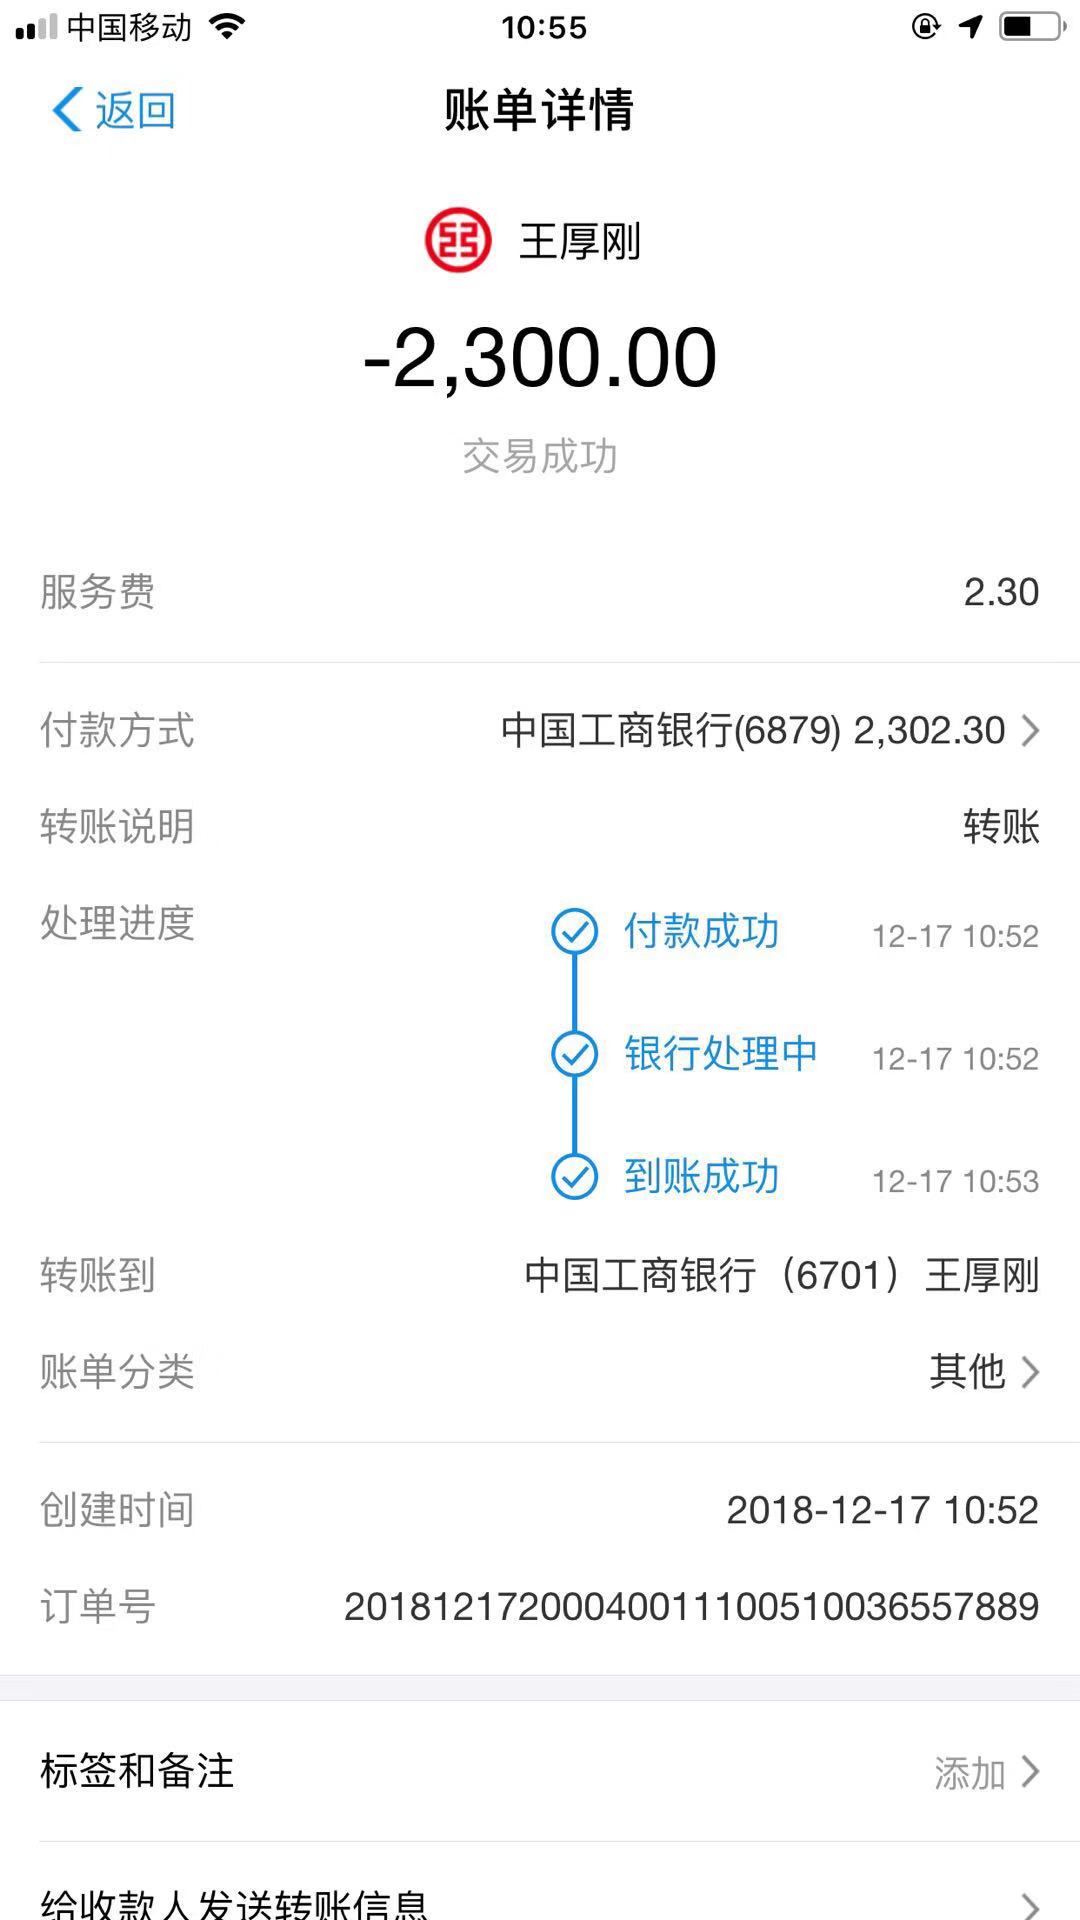 中国移动 10:55
返回 账单详情
王厚刚
-2,300.00
交易成功
服务费 2.30
付款方式 中国工商银行(6879) 2,302.30
转账说明 转账
处理进度 付款成功 12-17 10:52
银行处理中 12-17 10:52
到账成功 12-17 10:53
转账到 中国工商银行（6701）王厚刚
账单分类 其他
创建时间 2018-12-17 10:52
订单号 20181217200040011100510036557889
标签和备注 添加
给收款人发送转账信息